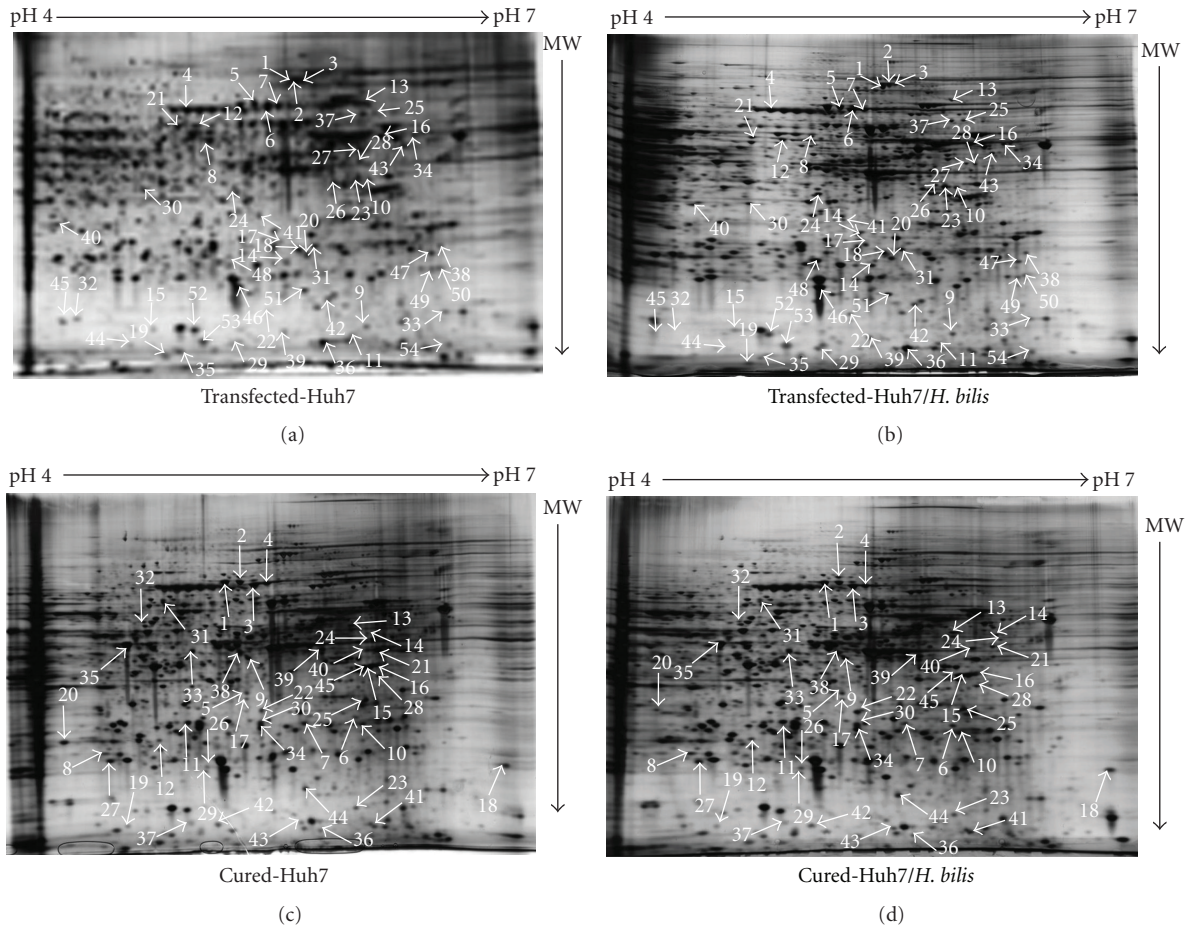 pH 4 pH 7 pH 4 pH 7
MW MW
1 3 2
5 7 1 3
4 13 4 5 7 13
21 12 25 21 25
37 2 16 37 16
6 28 6 28
27 34 12 8 27 34
8 43 43
30 26 23 10 26 23 10
24 20 14 20
40 17 41 40 30 24 17 41
18 18
14 31 47 38 31 47 38
48 48 14
45 32 15 52 51 9 49 50 45 32 15 52 51 9 49 50
53 46 42 33 53 46 42 33
44 19 22 11 54 44 19 22 11 54
35 29 39 36 35 29 39 36
Transfected-Huh7 Transfected-Huh7/H. bilis
(a) (b)
pH 4 pH 7 pH 4 pH 7
MW MW
2 4 2 4
32 32
31 1 3 13 31 1 3 13 14
24 14 24
35 40 21 20 35 40 21
39 39
33 38 45 16 33 38 45 16
20 9 22 28 9 22 28
5 30 15 5 30 15 25
26 25 26
8 11 17 34 7 6 10 8 11 17 34 7 6 10
12 12
27 19 29 42 23 41 18 27 19 29 42 23 41 18
37 43 44 37 43 44
36 36
Cured-Huh7 Cured-Huh7/H. bilis
(c) (d)